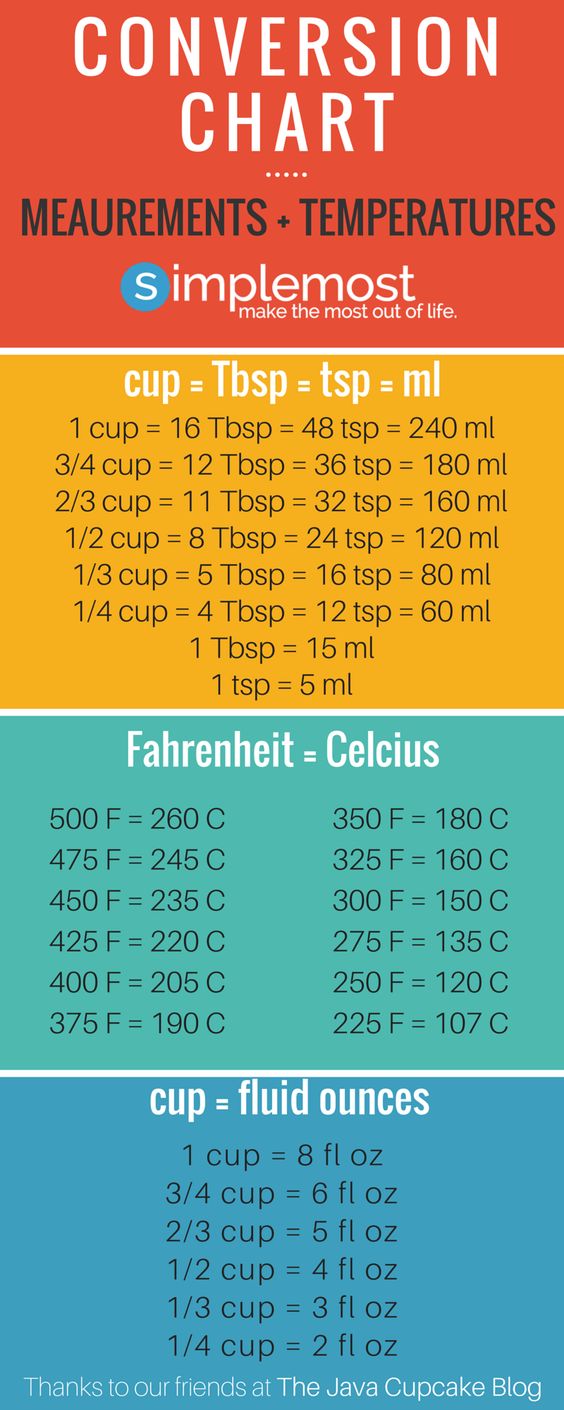 CONVERSION
CHART
.....
MEAUREMENTS + TEMPERATURES
simplemost
make the most out of life.
cup = Tbsp = tsp = ml
1 cup = 16 Tbsp = 48 tsp = 240 ml
3/4 cup = 12 Tbsp = 36 tsp = 180 ml
2/3 cup = 11 Tbsp = 32 tsp = 160 ml
1/2 cup = 8 Tbsp = 24 tsp = 120 ml
1/3 cup = 5 Tbsp = 16 tsp = 80 ml
1/4 cup = 4 Tbsp = 12 tsp = 60 ml
1 Tbsp = 15 ml
1 tsp = 5 ml
Fahrenheit = Celcius
500 F = 260 C
475 F = 245 C
450 F = 235 C
425 F = 220 C
400 F = 205 C
375 F = 190 C
350 F = 180 C
325 F = 160 C
300 F = 150 C
275 F = 135 C
250 F = 120 C
225 F = 107 C
cup = fluid ounces
1 cup = 8 fl oz
3/4 cup = 6 fl oz
2/3 cup = 5 fl oz
1/2 cup = 4 fl oz
1/3 cup = 3 fl oz
1/4 cup = 2 fl oz
Thanks to our friends at The Java Cupcake Blog